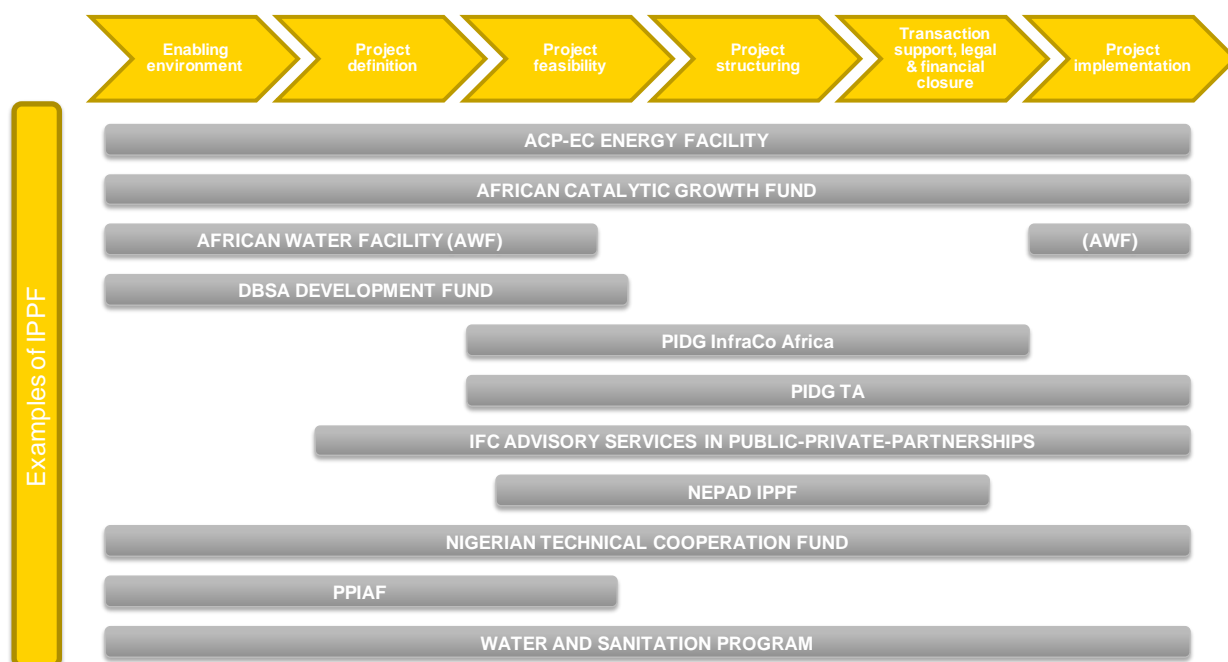 Enabling
environment
Project
definition
Project
feasibility
Project
structuring
Transaction
support, legal
& financial
closure
Project
implementation
Examples of IPPF
ACP-EC ENERGY FACILITY
AFRICAN CATALYTIC GROWTH FUND
AFRICAN WATER FACILITY (AWF)
(AWF)
DBSA DEVELOPMENT FUND
PIDG InfraCo Africa
PIDG TA
IFC ADVISORY SERVICES IN PUBLIC-PRIVATE-PARTNERSHIPS
NEPAD IPPF
NIGERIAN TECHNICAL COOPERATION FUND
PPIAF
WATER AND SANITATION PROGRAM